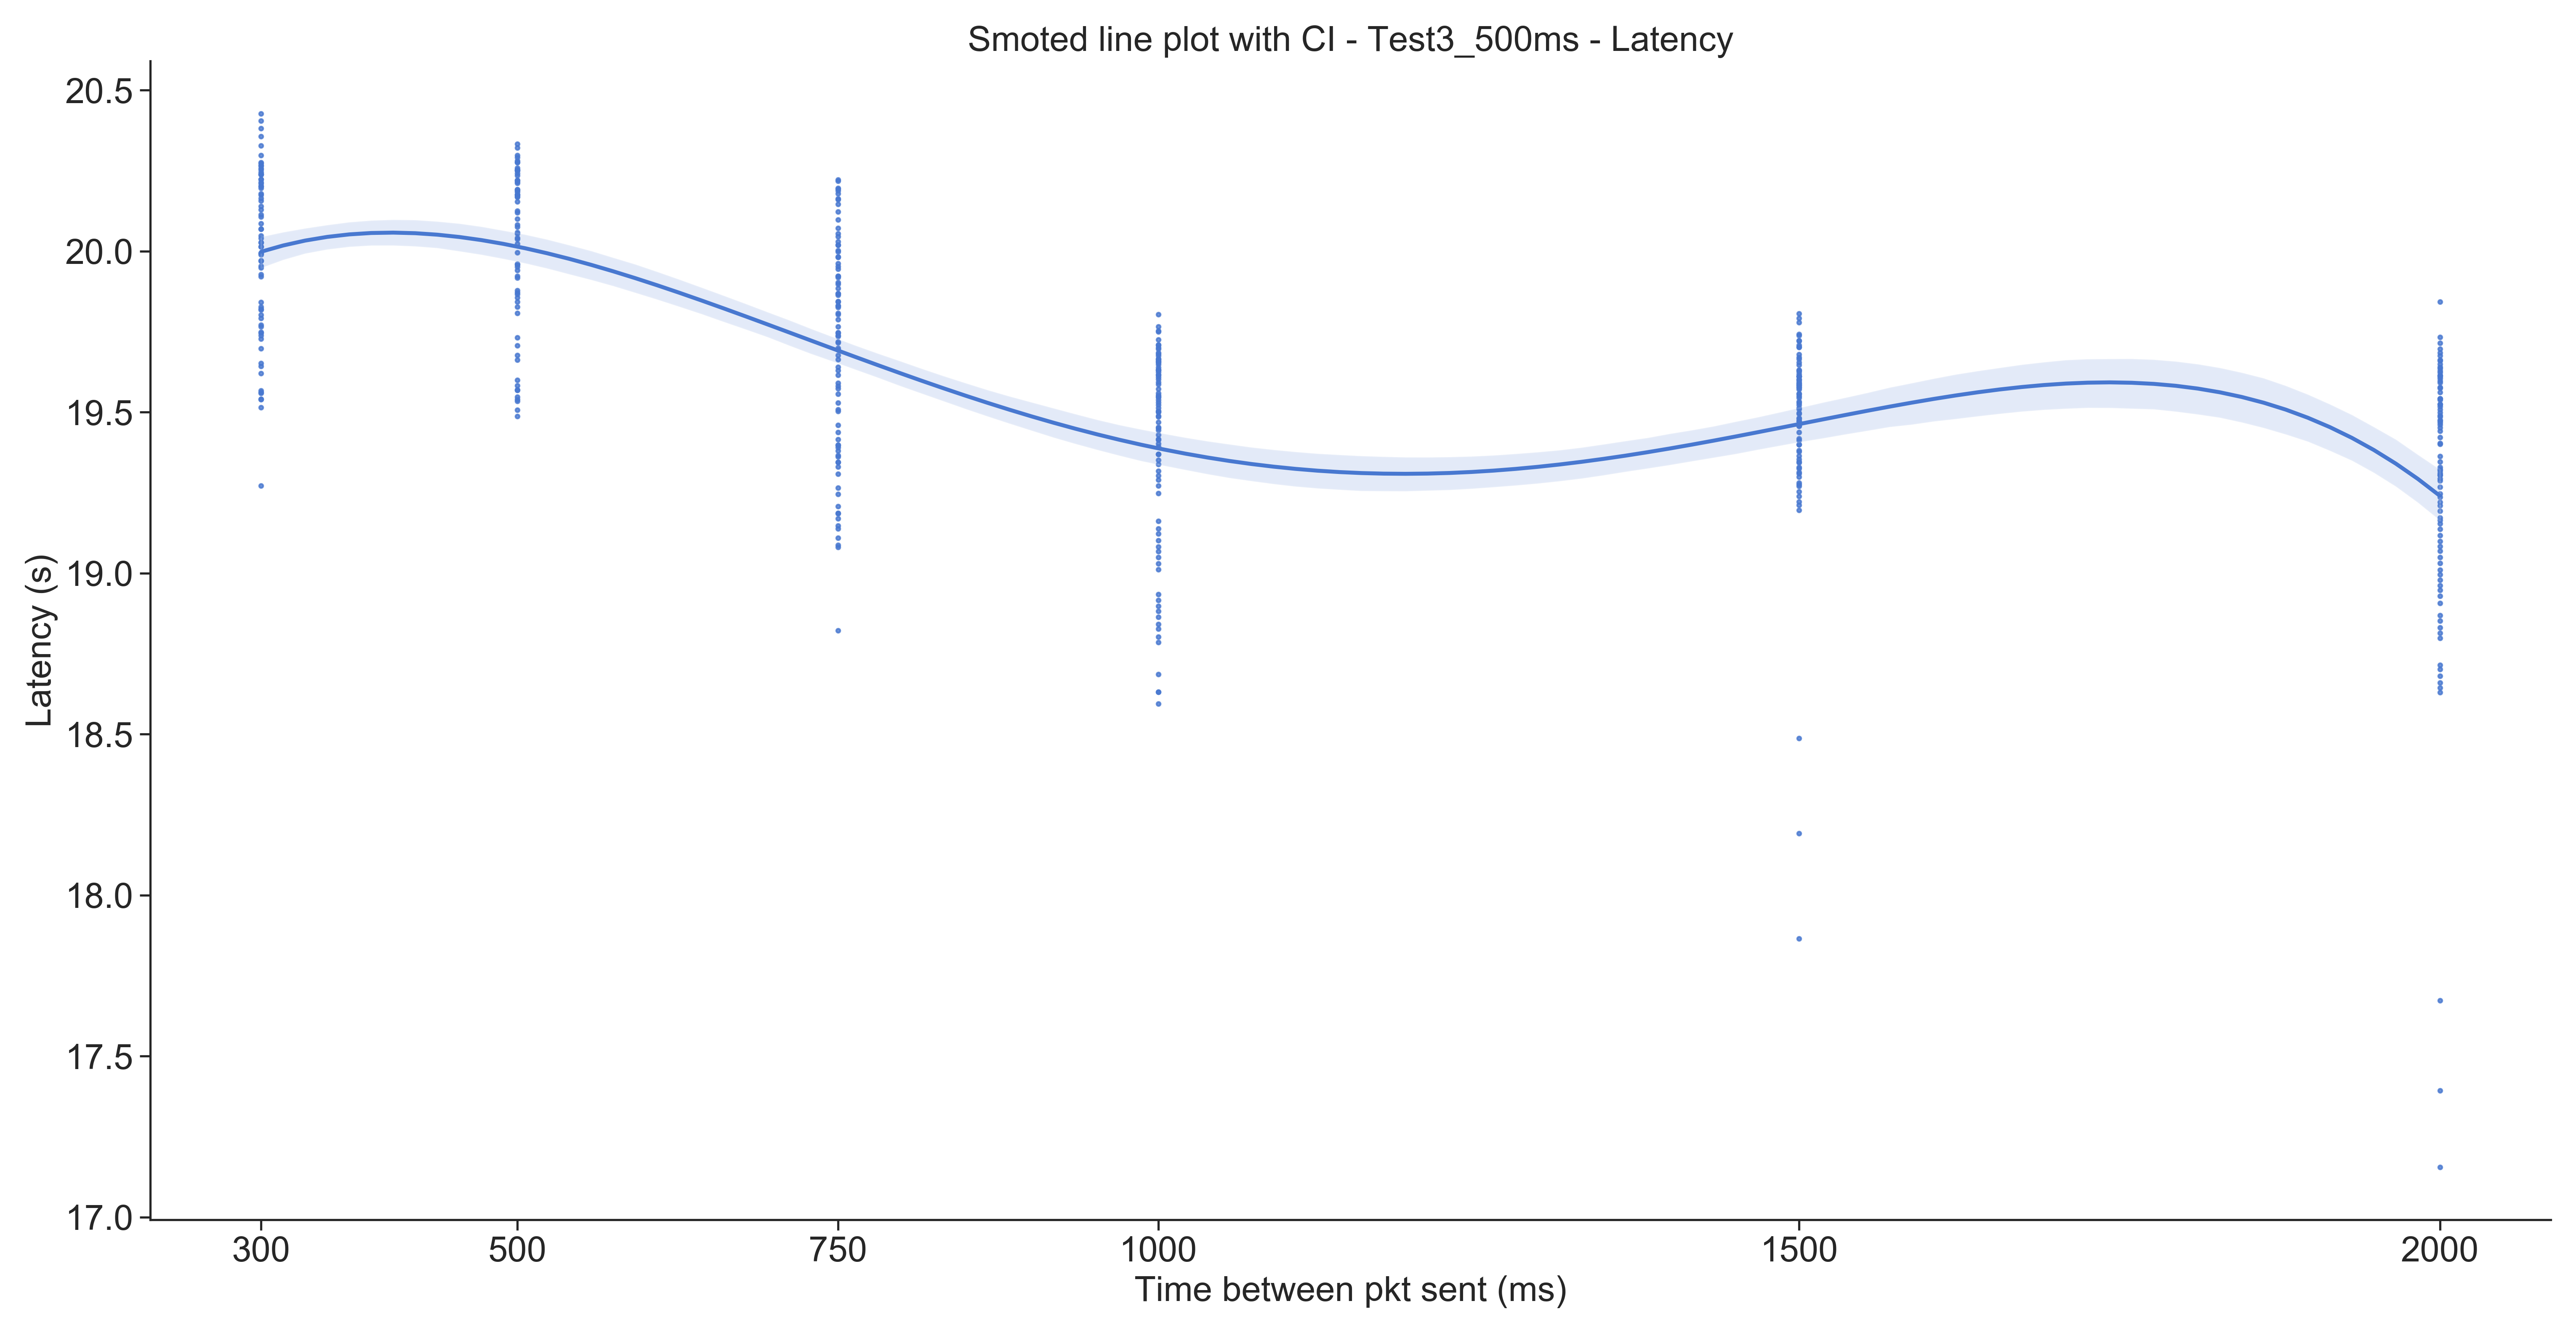 Smoted line plot with CI - Test3_500ms - Latency
20.5
20.0
19.5
19.0
18.5
18.0
17.5
17.0
Latency (s)
300 500 750 1000 1500 2000
Time between pkt sent (ms)